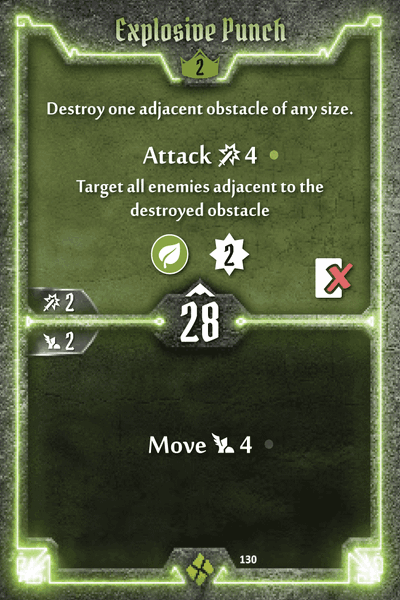 Explosive Punch
2
Destroy one adjacent obstacle of any size.
Attack 4
Target all enemies adjacent to the
destroyed obstacle
2
2
28
2
Move 4
130